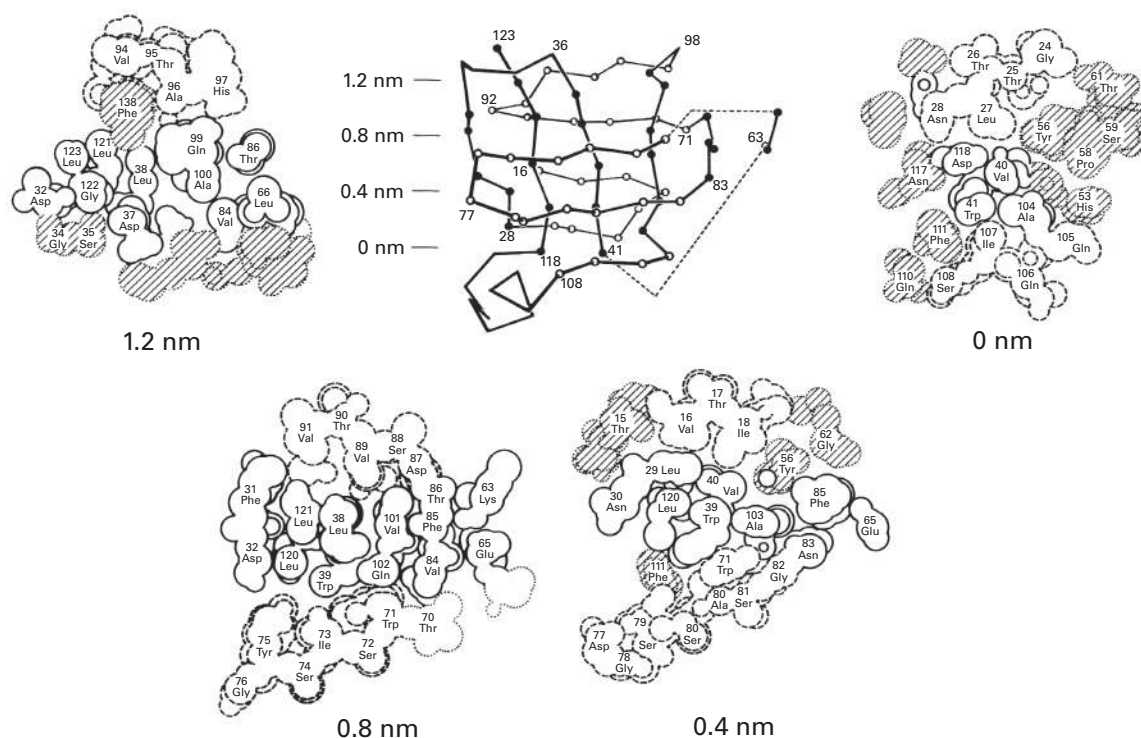 94
Val
95
Thr
96
Ala
97
His
138
Phe
99
Gln
86
Thr
121
Leu
123
Leu
38
Leu
100
Ala
32
Asp
122
Gly
66
Leu
37
Asp
84
Val
34
Gly
35
Ser
1.2 nm
123
36
98
1.2 nm
92
0.8 nm
71
63
16
0.4 nm
83
77
28
0 nm
41
118
108
26
Thr
25
Thr
24
Gly
61
Thr
28
Asn
27
Leu
56
Tyr
59
Ser
118
Asp
40
Val
58
Pro
117
Asn
53
His
41
Trp
104
Ala
111
Phe
107
Ile
105
Gln
110
Gln
108
Ser
106
Gln
0 nm
90
Thr
91
Val
89
Val
88
Ser
87
Asp
86
Thr
63
Lys
31
Phe
121
Leu
38
Leu
101
Val
85
Phe
32
Asp
120
Leu
39
Trp
102
Gln
84
Val
65
Glu
71
Trp
70
Thr
75
Tyr
73
Ile
72
Ser
74
Ser
76
Gly
0.8 nm
17
Thr
15
Thr
16
Val
18
Ile
62
Gly
56
Tyr
29 Leu
40
Val
30
Asn
120
Leu
39
Trp
103
Ala
85
Phe
65
Glu
83
Asn
111
Phe
71
Trp
82
Gly
80
Ala
81
Ser
79
Ser
80
Ser
77
Asp
78
Gly
0.4 nm